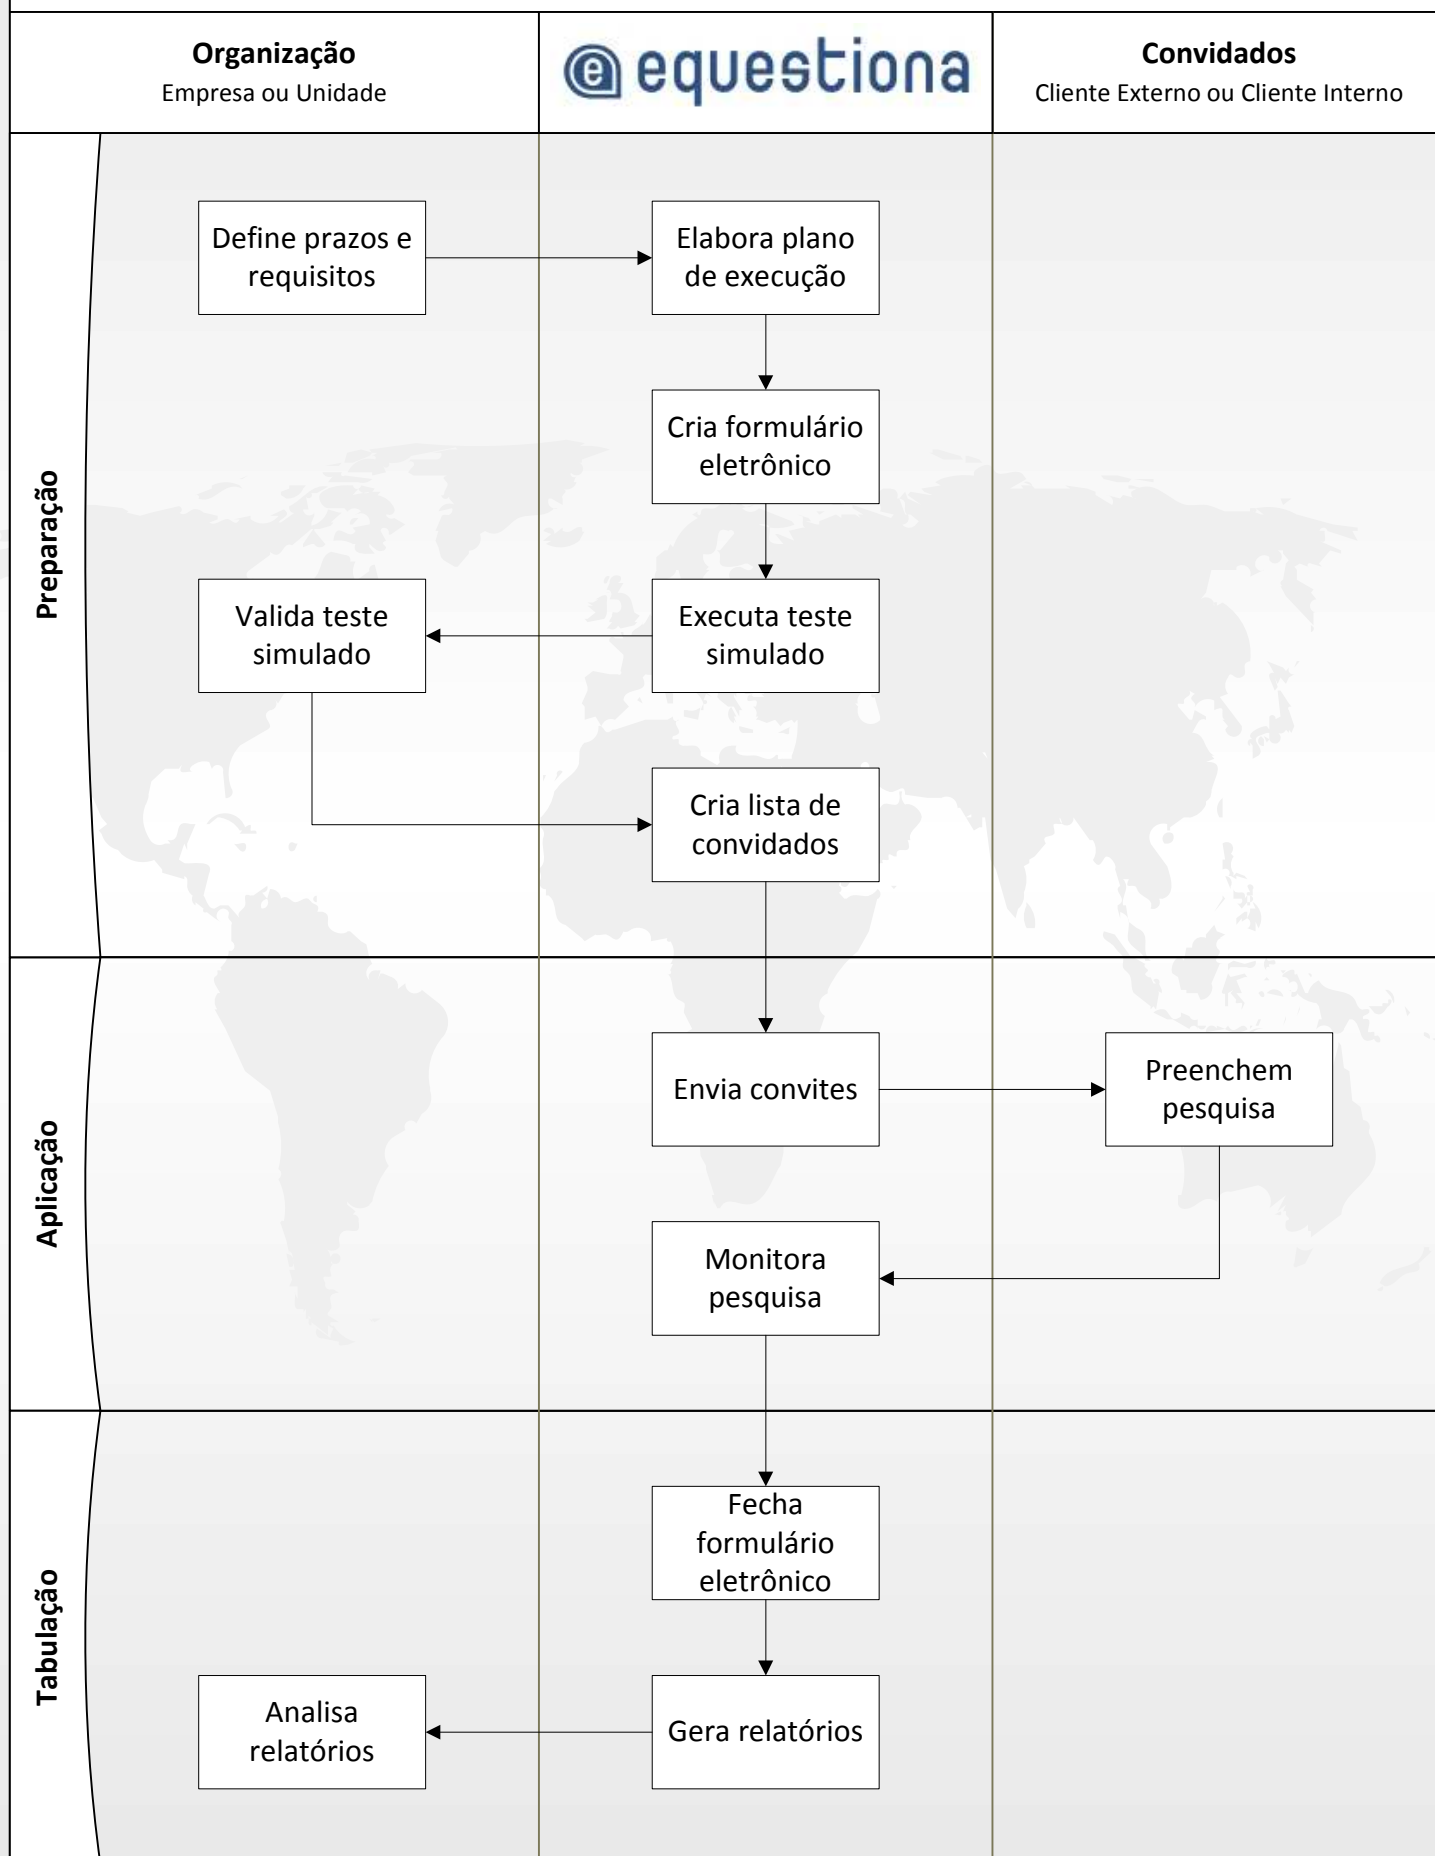 Organização
Empresa ou Unidade
equestiona
Convidados
Cliente Externo ou Cliente Interno
Preparação
Define prazos e
requisitos
Elabora plano
de execução
Cria formulário
eletrônico
Valida teste
simulado
Executa teste
simulado
Cria lista de
convidados
Aplicação
Envia convites
Preenchem
pesquisa
Monitora
pesquisa
Tabulação
Fecha
formulário
eletrônico
Analisa
relatórios
Gera relatórios